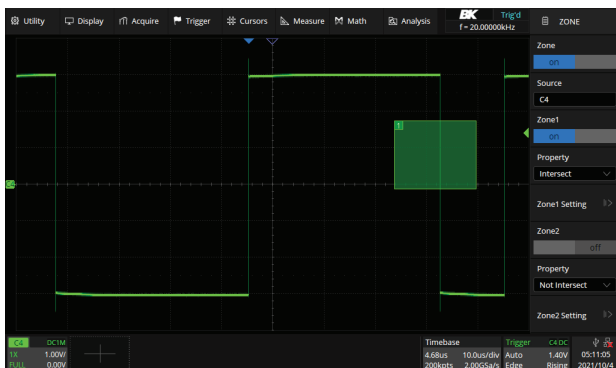 Utility Display Acquire Trigger Cursors Measure Math Analysis BK Trig'd ZONE
f = 20.00000kHz
Zone
on
Source
C4
Zone1
1
on
Property
Intersect
C4
Zone1 Setting
Zone2
off
Property
Not Intersect
Zone2 Setting
C4 DC1M Timebase Trigger C4 DC
1X 1.00V/ 4.68us 10.0us/div Auto 1.40V 05:11:05
FULL 0.00V 200kpts 2.00GSa/s Edge Rising 2021/10/4